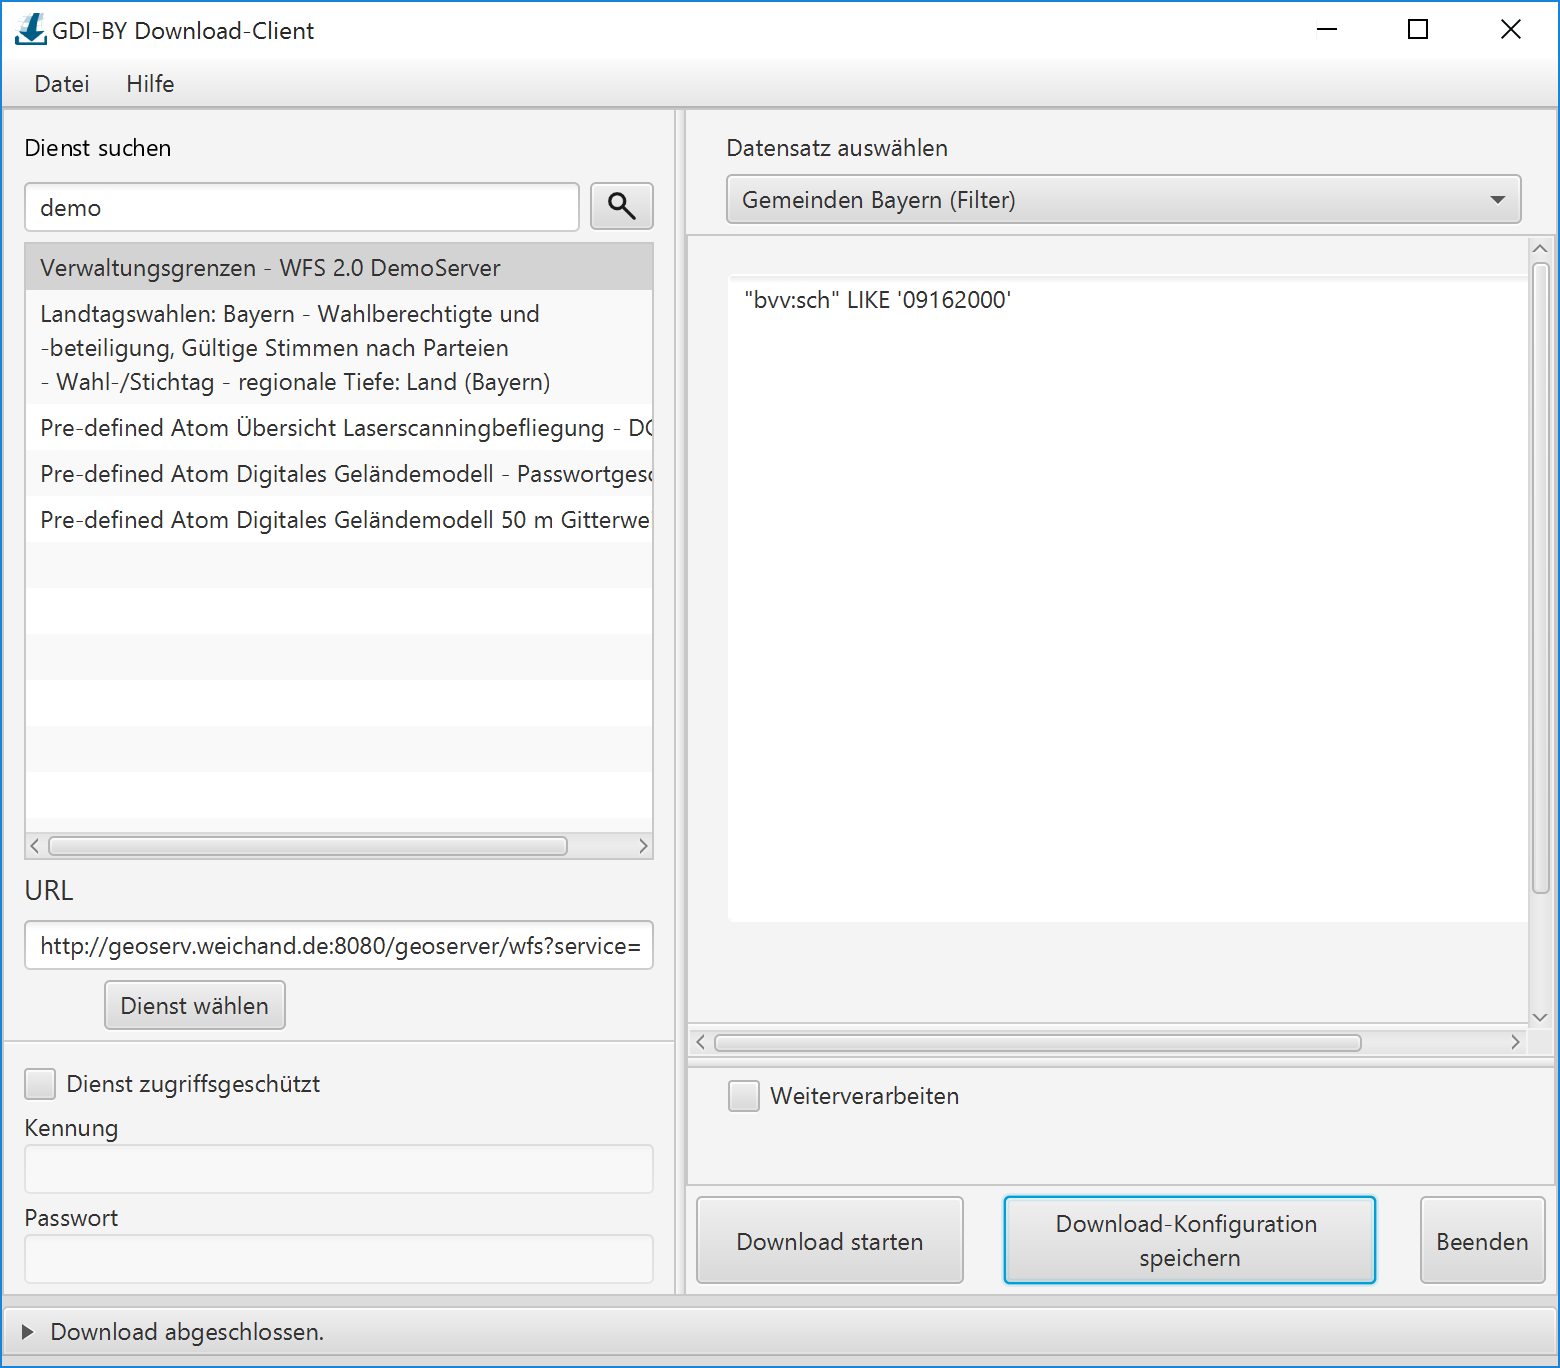 GDI-BY Download-Client
Datei Hilfe
Dienst suchen
demo
Verwaltungsgrenzen - WFS 2.0 DemoServer
Landtagswahlen: Bayern - Wahlberechtigte und
-beteiligung, Gültige Stimmen nach Parteien
- Wahl-/Stichtag - regionale Tiefe: Land (Bayern)
Pre-defined Atom Übersicht Laserscanningbefliegung -
Pre-defined Atom Digitales Geländemodell - Passwortgesc
Pre-defined Atom Digitales Geländemodell 50 m Gitterwe
URL
http://geoserv.weichand.de:8080/geoserver/wfs?service=
Dienst wählen
Dienst zugriffsgeschützt
Kennung
Passwort
Datensatz auswählen
Gemeinden Bayern (Filter)
"bvv:sch" LIKE '09162000'
Weiterverarbeiten
Download starten
Download-Konfiguration
speichern
Beenden
Download abgeschlossen.